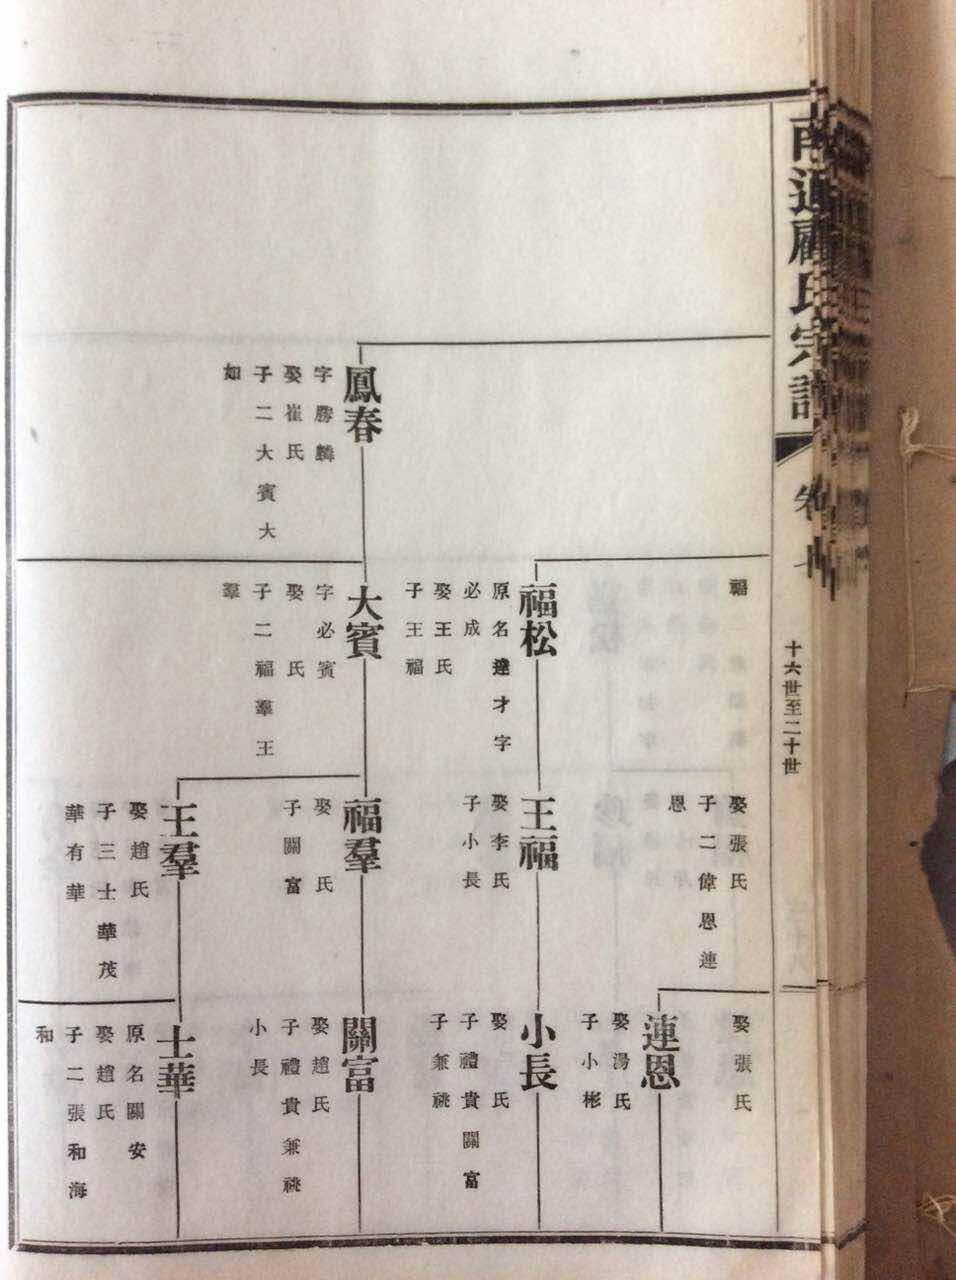 南通顧氏宗譜
卷
十六世至二十世
鳳春
字勝麟
娶崔氏
子二大賓大
如
福
福松
原名達才字
必成
娶王氏
子王福
大賓
字必賓
娶　氏
子二福羣王
羣
娶張氏
子二偉恩連
恩
王福
娶李氏
子小長
福羣
娶　氏
子關富
王羣
娶趙氏
子三士華茂
華有華
娶張氏
連恩
娶湯氏
子小彬
小長
娶　氏
子禮貴關富
子兼祧
關富
娶趙氏
子禮貴兼祧
小長
士華
原名關安
娶趙氏
子二張和海
和